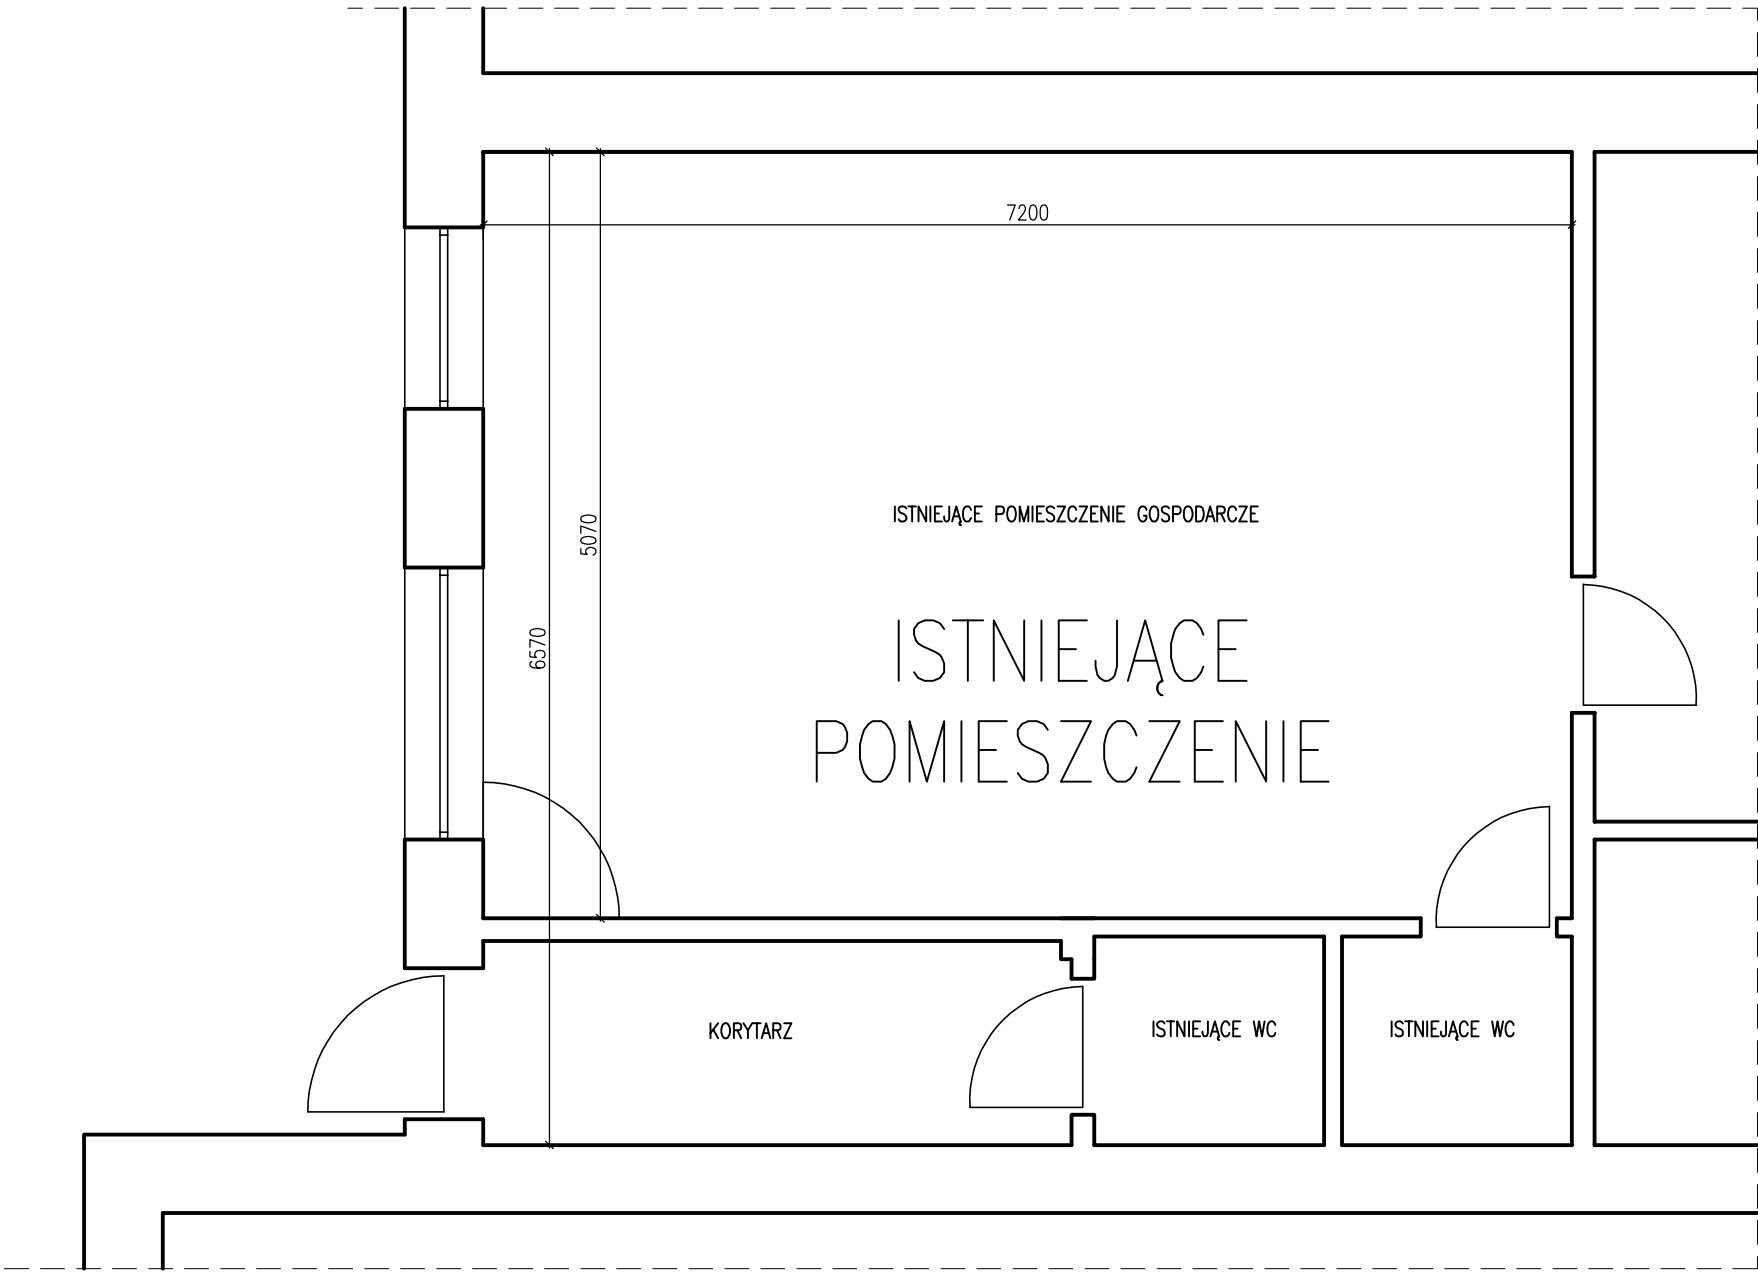 7200
ISTNIEJĄCE POMIESZCZENIE GOSPODARCZE
5070
6570
ISTNIEJĄCE
POMIESZCZENIE
KORYTARZ
ISTNIEJĄCE WC
ISTNIEJĄCE WC